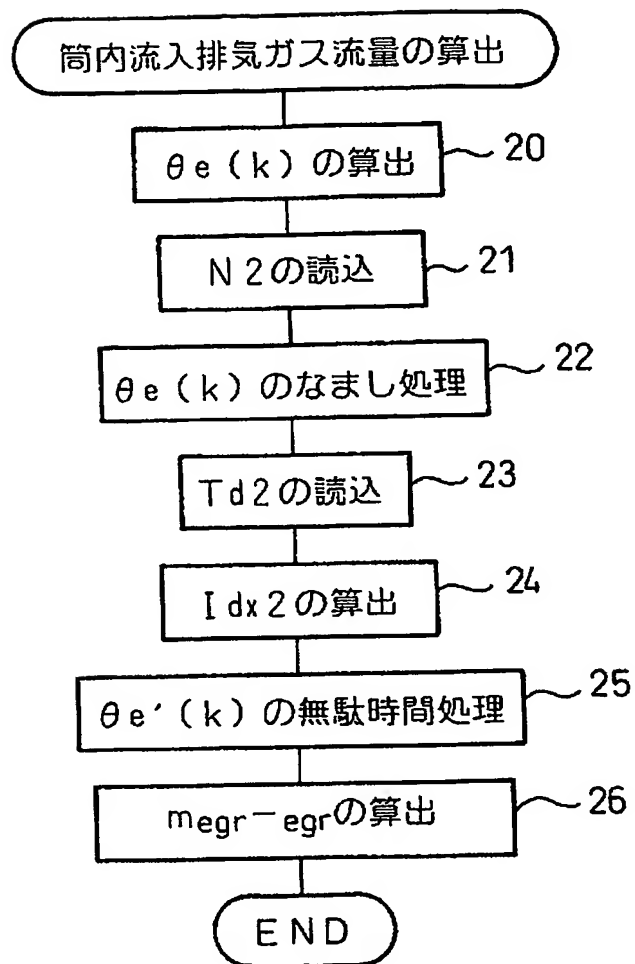 筒内流入排気ガス流量の算出
θe(k)の算出 20
N2の読込 21
θe(k)のなまし処理 22
Td2の読込 23
Idx2の算出 24
θe'(k)の無駄時間処理 25
megr-egrの算出 26
END